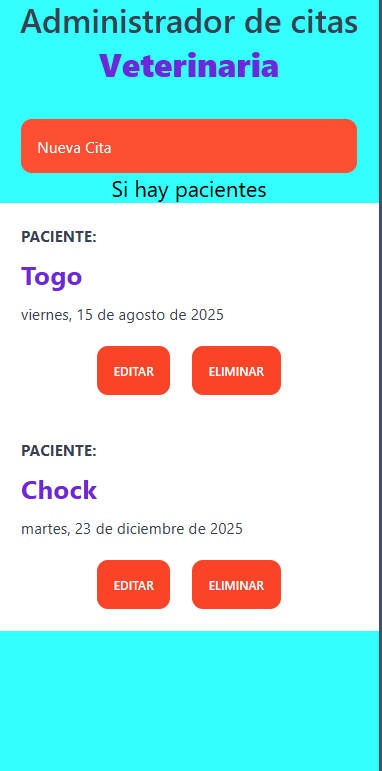 Administrador de citas
Veterinaria
Nueva Cita
Si hay pacientes
PACIENTE:
Togo
viernes, 15 de agosto de 2025
EDITAR ELIMINAR
PACIENTE:
Chock
martes, 23 de diciembre de 2025
EDITAR ELIMINAR